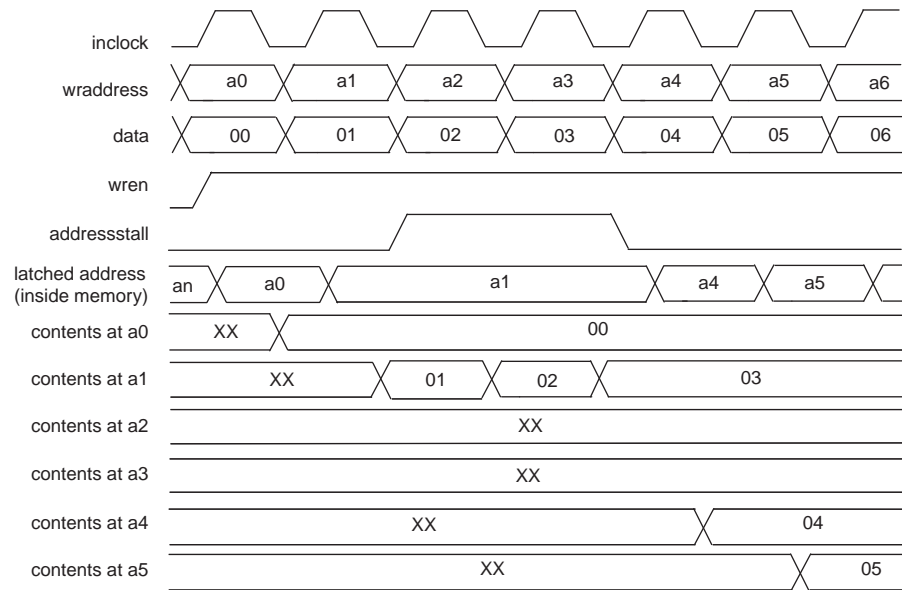 inclock
wraddress a0 a1 a2 a3 a4 a5 a6
data 00 01 02 03 04 05 06
wren
addressstall
latched address
(inside memory) an a0 a1 a4 a5
contents at a0 XX 00
contents at a1 XX 01 02 03
contents at a2 XX
contents at a3 XX
contents at a4 XX 04
contents at a5 XX 05